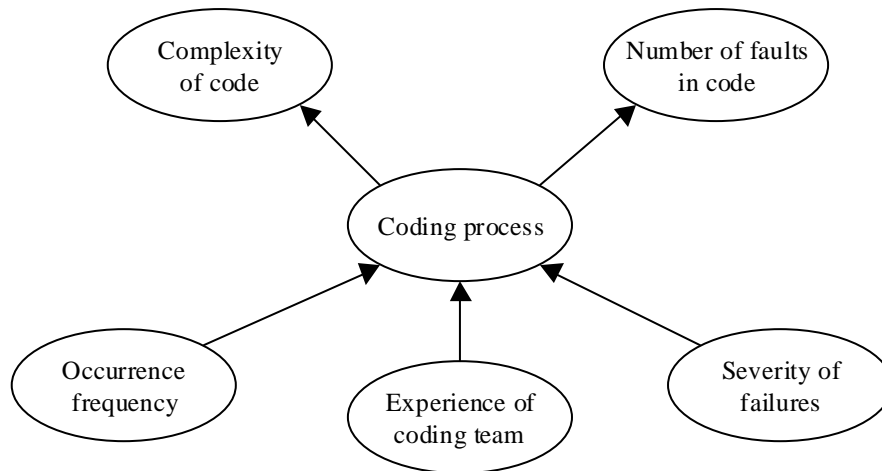 Complexity
of code
Number of faults
in code
Coding process
Occurrence
frequency
Experience of
coding team
Severity of
failures